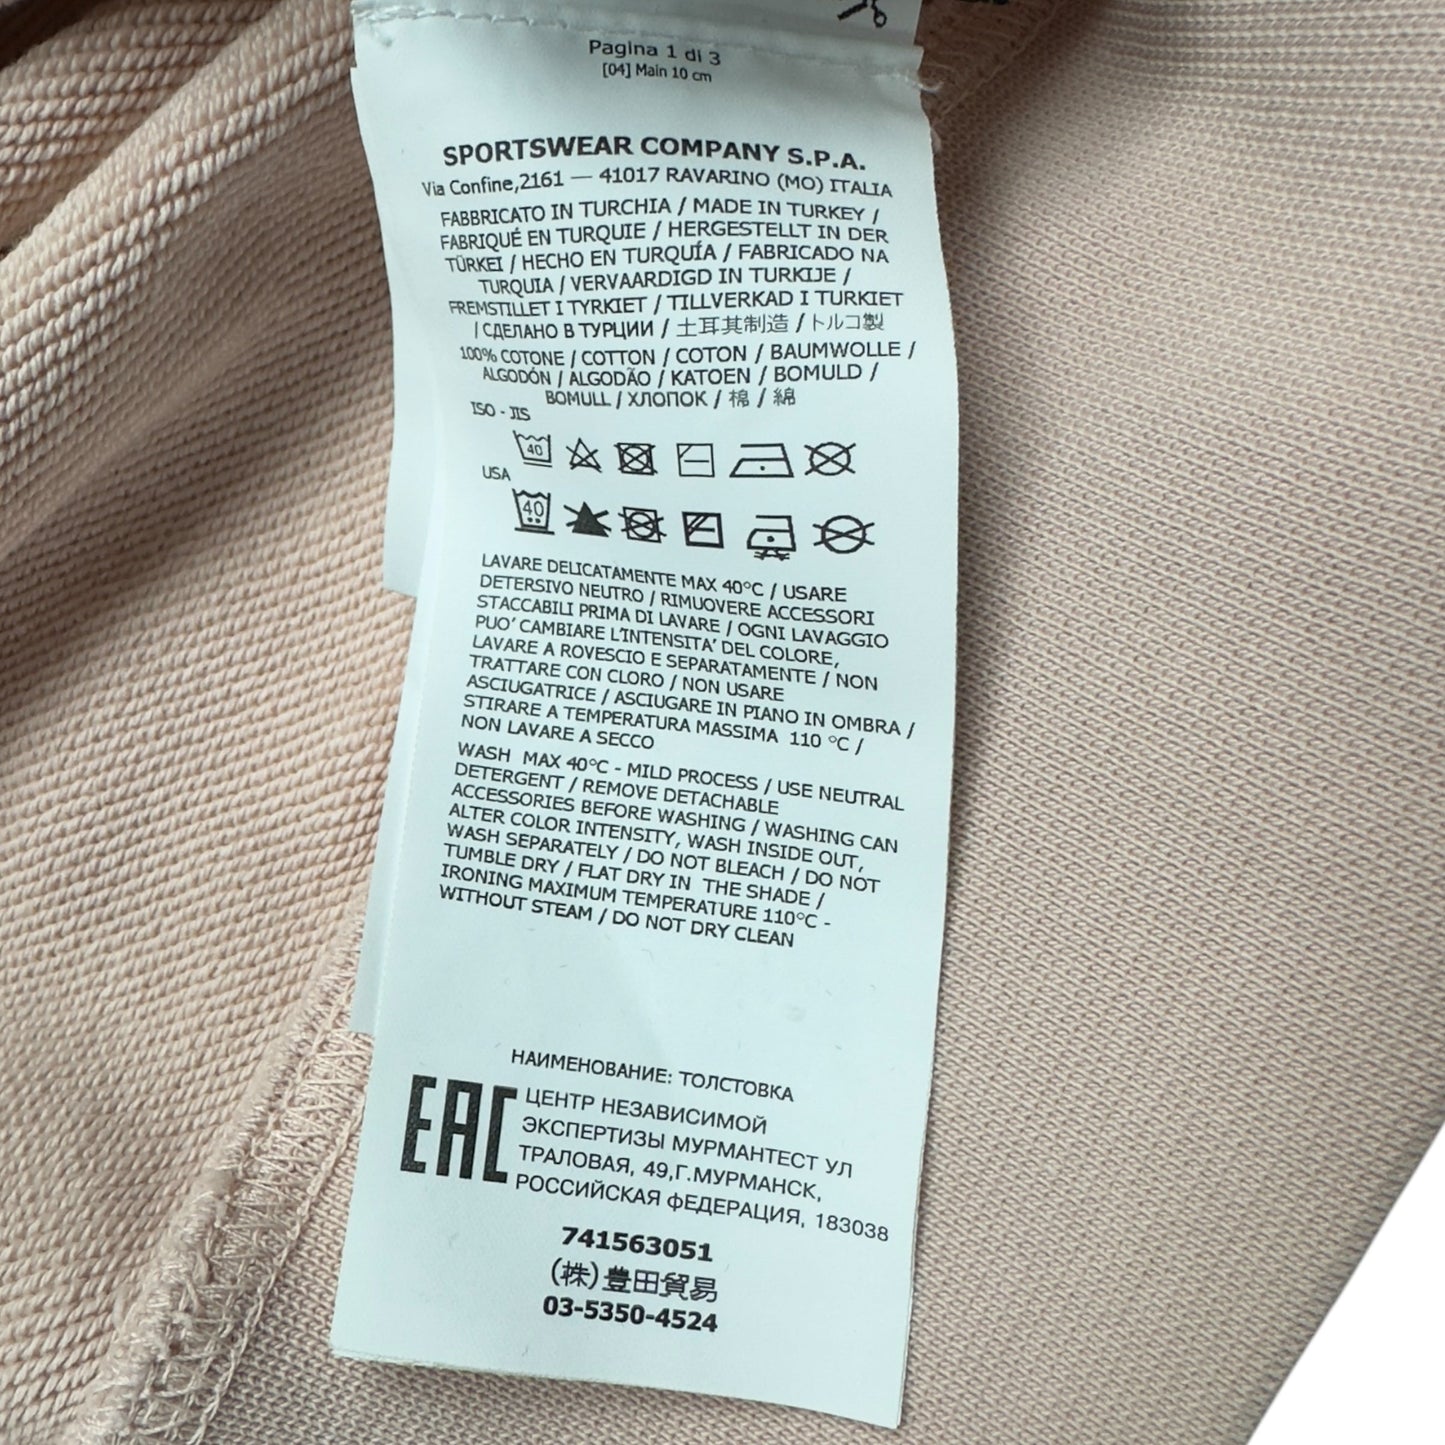 Pagina 1 di 3
[04] Main 10 cm
SPORTSWEAR COMPANY S.P.A.
Via Confine,2161 — 41017 RAVARINO (MO) ITALIA
FABBRICATO IN TURCHIA / MADE IN TURKEY /
FABRIQUÉ EN TURQUIE / HERGESTELLT IN DER
TÜRKEI / HECHO EN TURQUÍA / FABRICADO NA
TURQUIA / VERVAARDIGD IN TURKIJE /
FREMSTILLET I TYRKIET / TILLVERKAD I TURKIET
/ СДЕЛАНО В ТУРЦИИ / 土耳其制造 / トルコ製
100% COTONE / COTTON / COTON / BAUMWOLLE /
ALGODÓN / ALGODÃO / KATOEN / BOMULD /
BOMULL / ХЛОПОК / 棉 / 綿
ISO - JIS
40
USA
40
LAVARE DELICATAMENTE MAX 40°C / USARE
DETERSIVO NEUTRO / RIMUOVERE ACCESSORI
STACCABILI PRIMA DI LAVARE / OGNI LAVAGGIO
PUO' CAMBIARE L'INTENSITA' DEL COLORE,
LAVARE A ROVESCIO E SEPARATAMENTE / NON
TRATTARE CON CLORO / NON USARE
ASCIUGATRICE / ASCIUGARE IN PIANO IN OMBRA /
STIRARE A TEMPERATURA MASSIMA 110 °C /
NON LAVARE A SECCO
WASH MAX 40°C - MILD PROCESS / USE NEUTRAL
DETERGENT / REMOVE DETACHABLE
ACCESSORIES BEFORE WASHING / WASHING CAN
ALTER COLOR INTENSITY, WASH INSIDE OUT,
WASH SEPARATELY / DO NOT BLEACH / DO NOT
TUMBLE DRY / FLAT DRY IN THE SHADE /
IRONING MAXIMUM TEMPERATURE 110°C -
WITHOUT STEAM / DO NOT DRY CLEAN
НАИМЕНОВАНИЕ: ТОЛСТОВКА
EAC
ЦЕНТР НЕЗАВИСИМОЙ
ЭКСПЕРТИЗЫ МУРМАНТЕСТ УЛ
ТРАЛОВАЯ, 49,Г.МУРМАНСК,
РОССИЙСКАЯ ФЕДЕРАЦИЯ, 183038
741563051
(株)豊田貿易
03-5350-4524